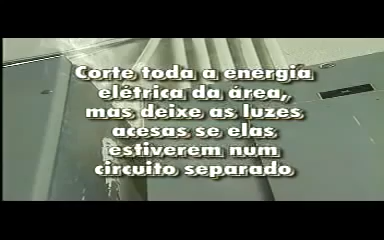 Corte toda a energia
elétrica da área,
mas deixe as luzes
acesas se elas
estiverem num
circuito separado